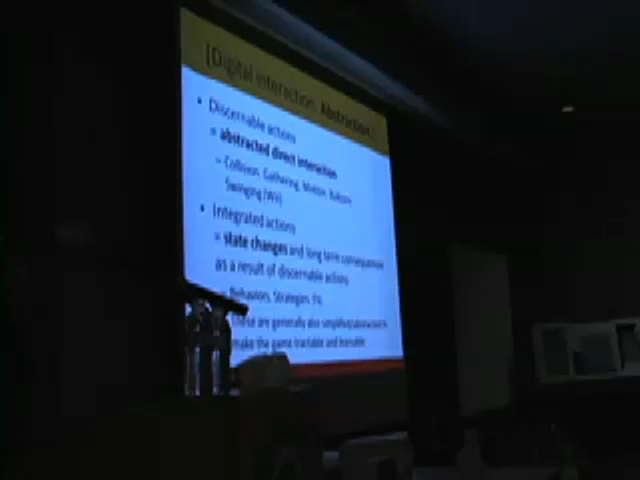 [Digital interaction: Abstraction]
• Discernable actions
= abstracted direct interaction
– Collision, Gathering, Motion,
Swinging (Wii)
• Integrated actions
= state changes and long term consequences
as a result of discernable actions
– Behaviors, Strategies, Etc.
These are generally also simplified/abstracted to
make the game tractable and learnable